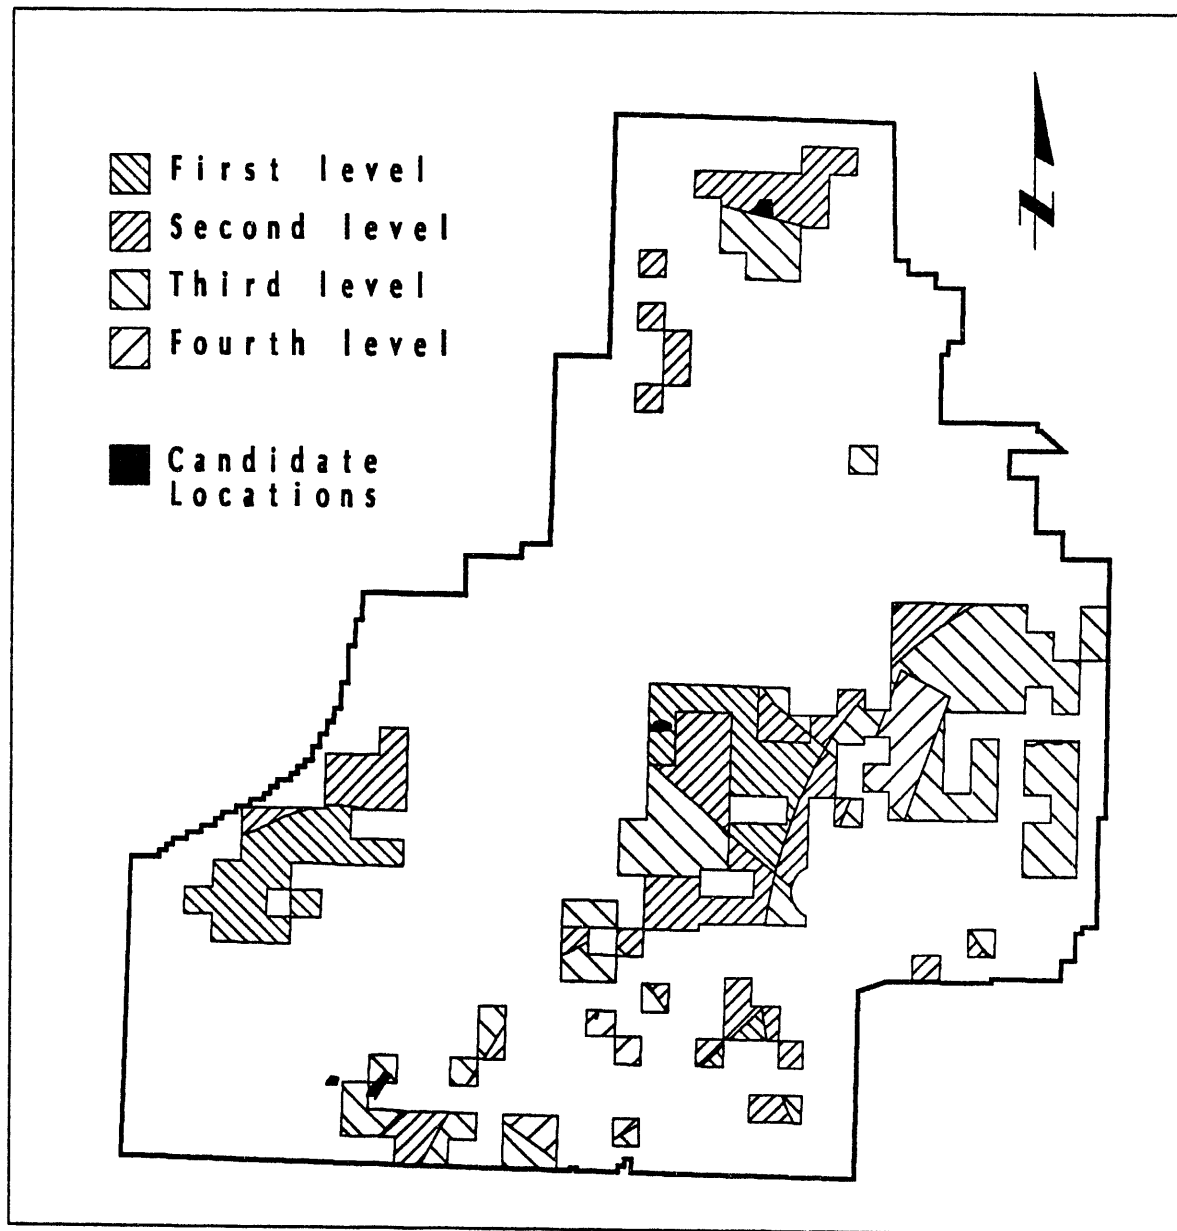 First level
Second level
Third level
Fourth level
Candidate
Locations
N